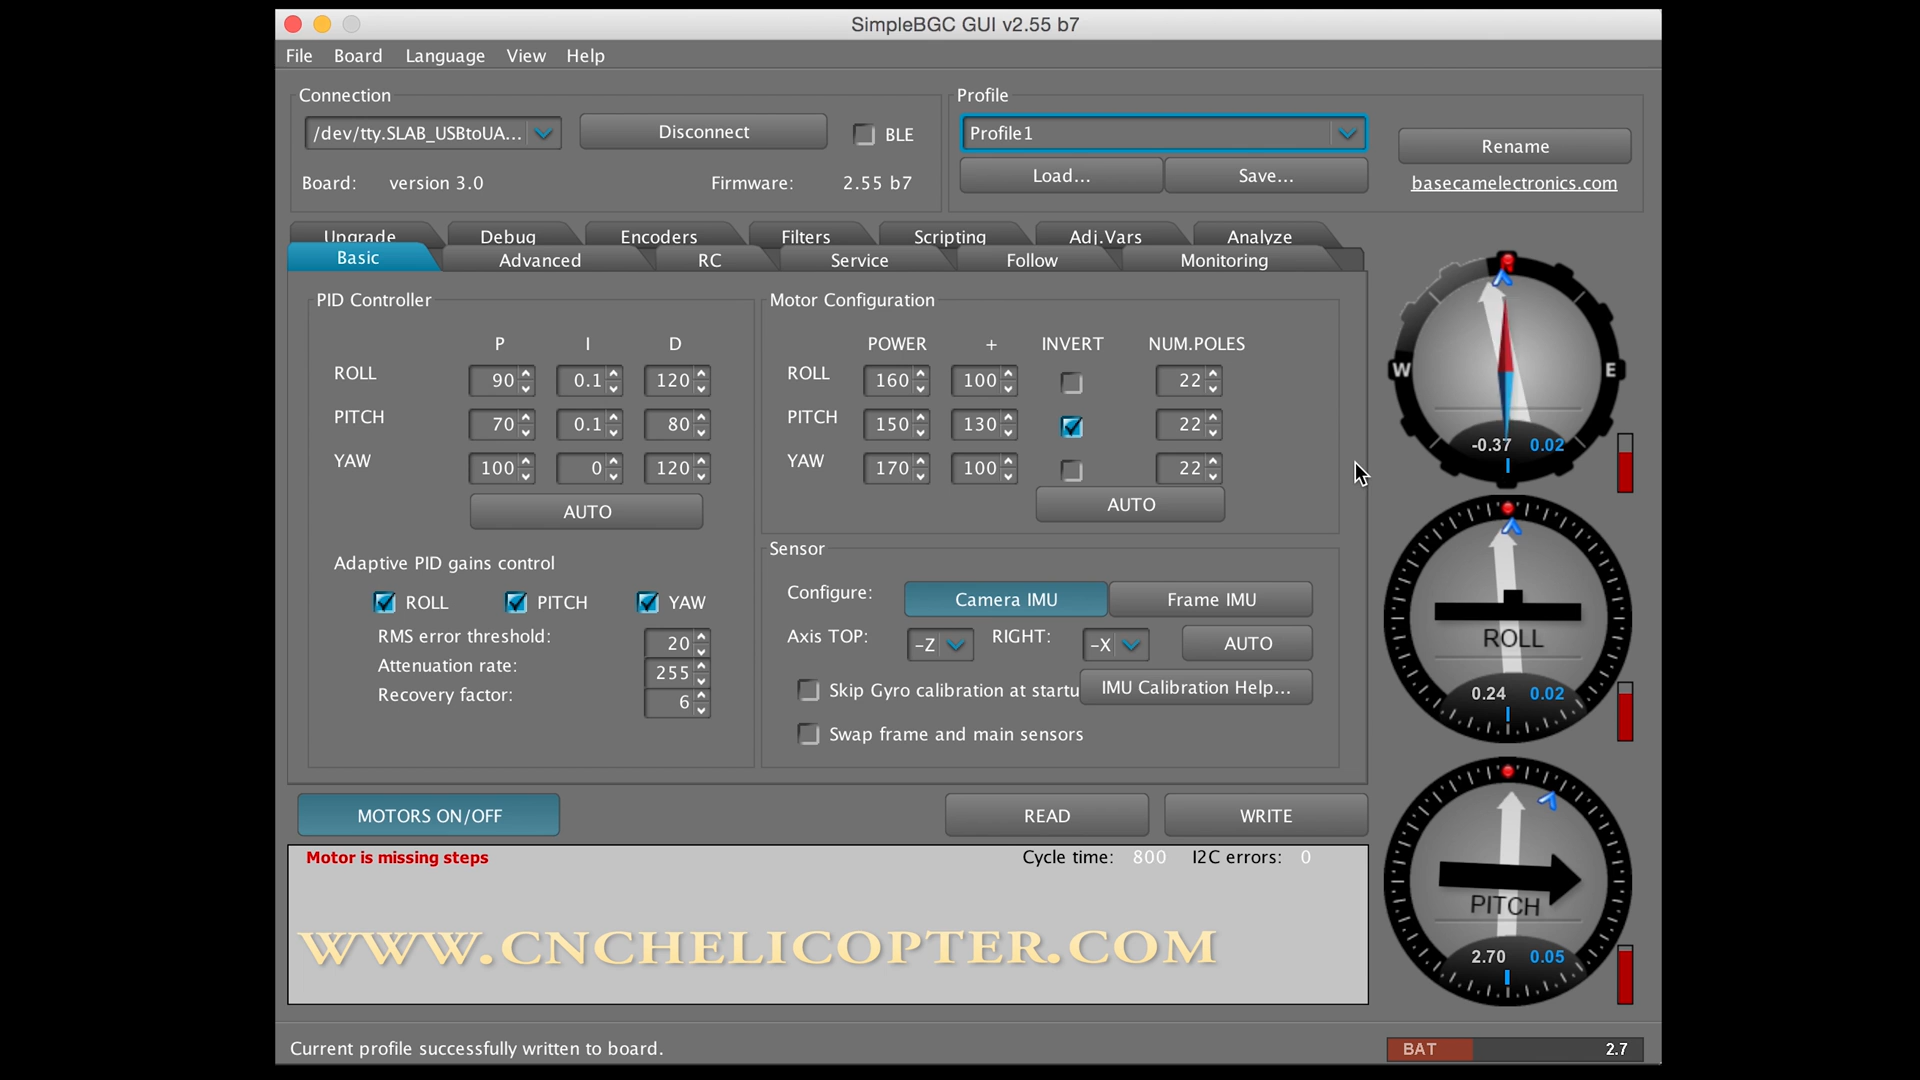 SimpleBGC GUI v2.55 b7
File Board Language View Help
Connection
/dev/tty.SLAB_USBtoUA...
Disconnect
BLE
Board: version 3.0 Firmware: 2.55 b7
Profile
Profile1
Load... Save...
Rename
basecamelectronics.com
Upgrade Debug Encoders Filters Scripting Adj.Vars Analyze
Basic Advanced RC Service Follow Monitoring
PID Controller
P I D
ROLL 90 0.1 120
PITCH 70 0.1 80
YAW 100 0 120
AUTO
Adaptive PID gains control
ROLL PITCH YAW
RMS error threshold: 20
Attenuation rate: 255
Recovery factor: 6
Motor Configuration
POWER + INVERT NUM.POLES
ROLL 160 100 22
PITCH 150 130 22
YAW 170 100 22
AUTO
Sensor
Configure: Camera IMU Frame IMU
Axis TOP: -Z RIGHT: -X AUTO
Skip Gyro calibration at startu IMU Calibration Help...
Swap frame and main sensors
W E
-0.37 0.02
ROLL
0.24 0.02
PITCH
2.70 0.05
MOTORS ON/OFF READ WRITE
Motor is missing steps Cycle time: 800 I2C errors: 0
WWW.CNCHELICOPTER.COM
Current profile successfully written to board.
BAT 2.7